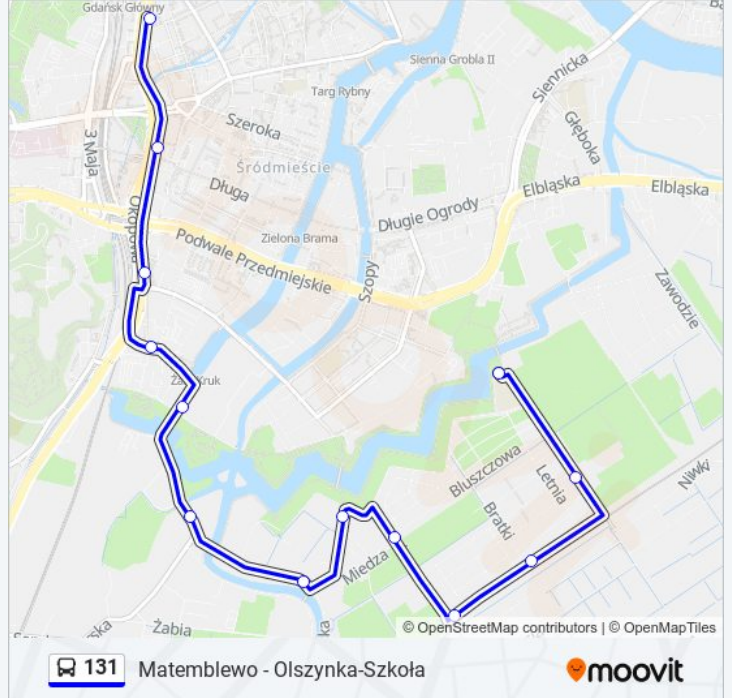 Gdańsk Główny
Sienna Grobla II
Siennicka
Targ Rybny
Szeroka
Głęboka
3 Maja
Śródmieście
Elbląska
Elbląska
Długa
Długie Ogrody
Okopowa
Zielona Brama
Podwale Przedmiejskie
Szopy
Zawodzie
Kruk
Bluszczowa
Niwki
Letnia
Bratki
Miedza
Żabia
© OpenStreetMap contributors | © OpenMapTiles
131 Matemblewo - Olszynka-Szkoła
moovit